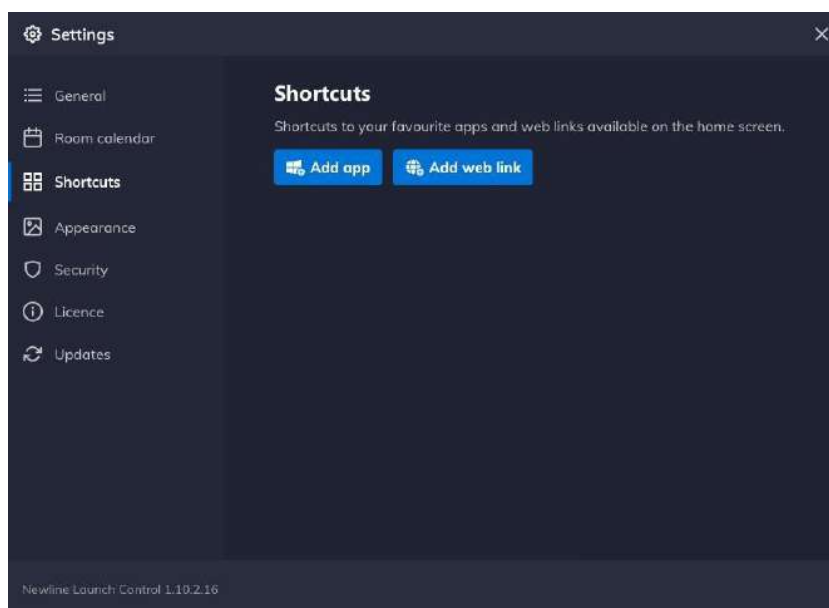 Settings
General
Room calendar
Shortcuts
Appearance
Security
Licence
Updates
Shortcuts
Shortcuts to your favourite apps and web links available on the home screen.
Add app
Add web link
Newline Launch Control 1.10.2.16